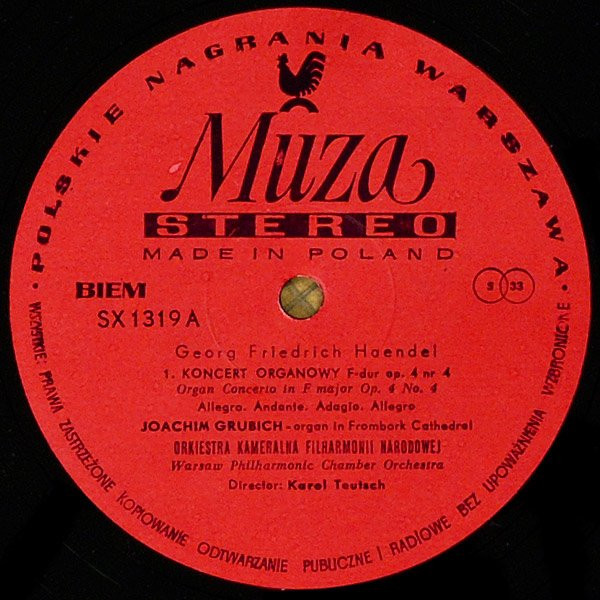 • POLSKIE NAGRANIA WARSZAWA •
Muza
STEREO
MADE IN POLAND
BIEM
SX 1319 A
S 33
Georg Friedrich Haendel
1. KONCERT ORGANOWY F-dur op. 4 nr 4
Organ Concerto in F major Op. 4 No. 4
Allegro. Andante. Adagio. Allegro
JOACHIM GRUBICH - organ in Frombork Cathedral
ORKIESTRA KAMERALNA FILHARMONII NARODOWEJ
Warsaw Philharmonic Chamber Orchestra
Director: Karol Teutsch
WSZELKIE PRAWA ZASTRZEŻONE KOPIOWANIE ODTWARZANIE PUBLICZNE I RADIOWE BEZ UPOWAŻNIENIA WZBRONIONE